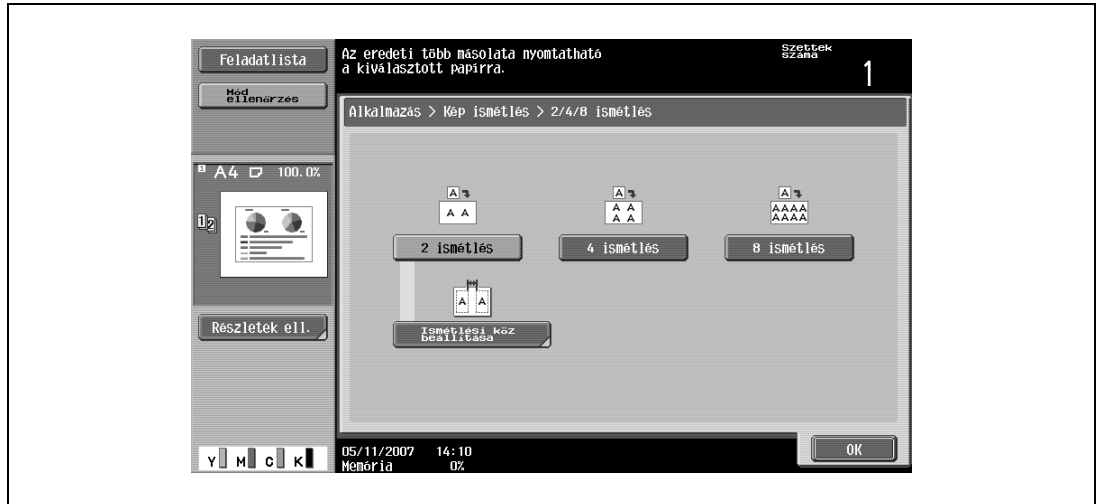 Feladatlista
Mód
ellenőrzés
Az eredeti több másolata nyomtatható
a kiválasztott papírra.
Szettek
száma
1
Alkalmazás > Kép ismétlés > 2/4/8 ismétlés
A4 100.0%
12
A
A A
A
A A
A A
A
AAAA
AAAA
2 ismétlés
4 ismétlés
8 ismétlés
A A
Ismétlési köz
beállítása
Részletek ell.
OK
Y M C K
05/11/2007 14:10
Memória 0%